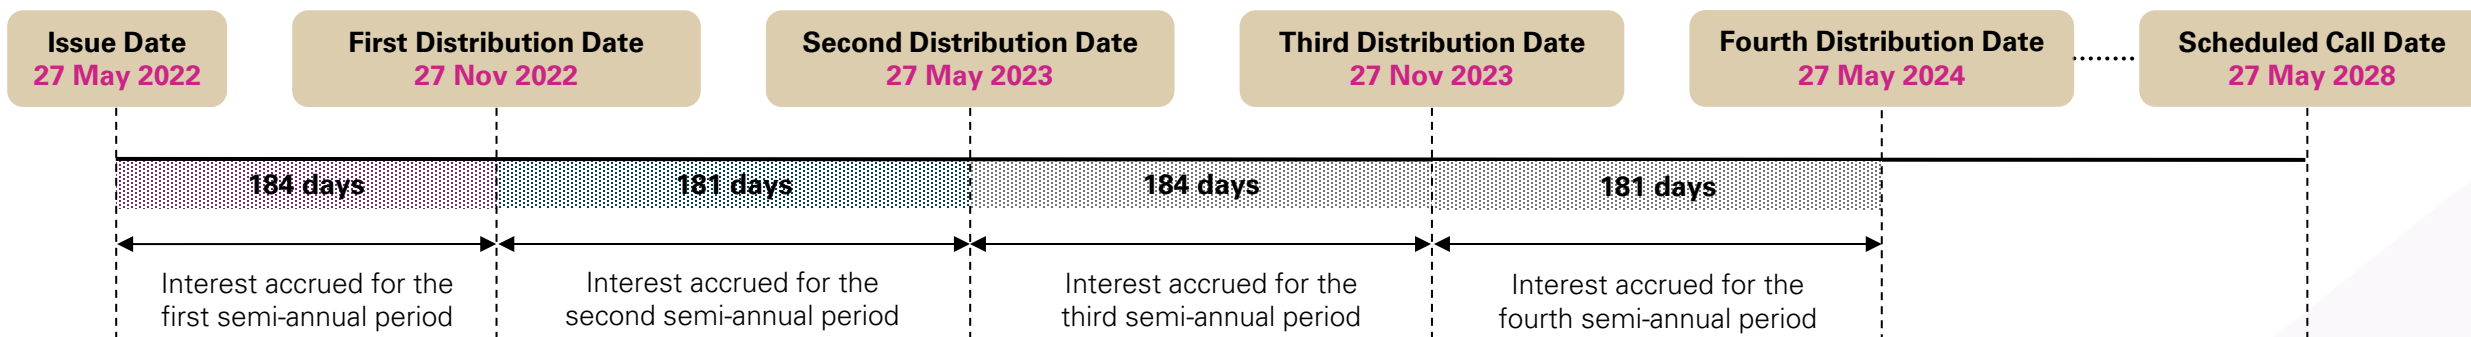 Issue Date
27 May 2022
First Distribution Date
27 Nov 2022
Second Distribution Date
27 May 2023
Third Distribution Date
27 Nov 2023
Fourth Distribution Date
27 May 2024
Scheduled Call Date
27 May 2028
184 days
181 days
184 days
181 days
Interest accrued for the
first semi-annual period
Interest accrued for the
second semi-annual period
Interest accrued for the
third semi-annual period
Interest accrued for the
fourth semi-annual period